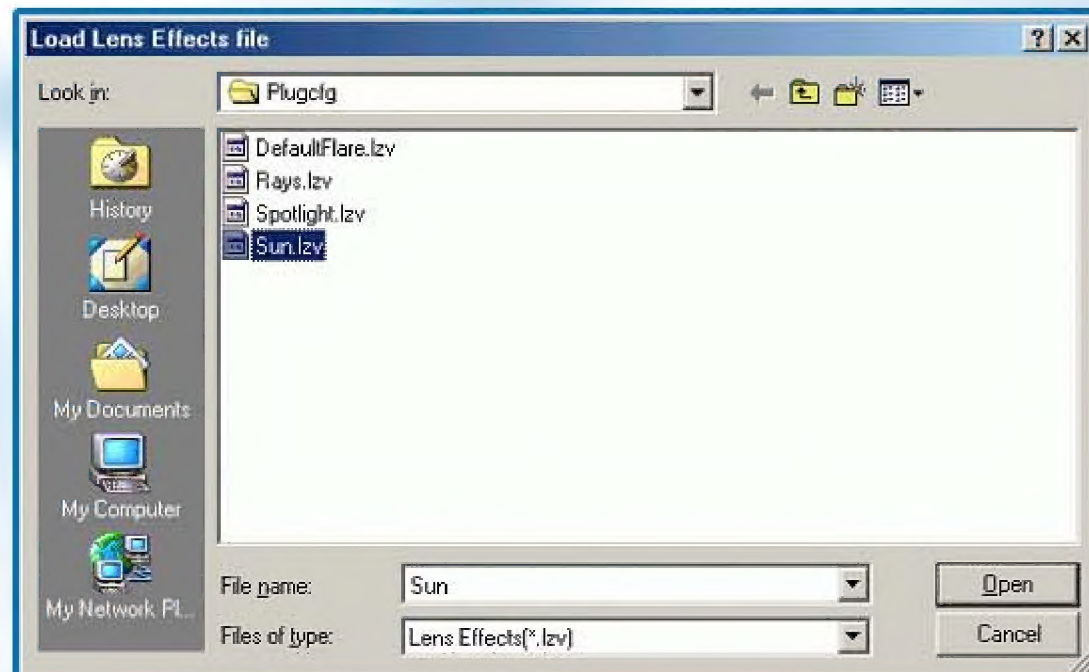 Load Lens Effects file
Look in:
Plugcfg
History
Desktop
My Documents
My Computer
My Network Pl...
DefaultFlare.lzv
Rays.lzv
Spotlight.lzv
Sun.lzv
File name:
Sun
Open
Files of type:
Lens Effects(*.lzv)
Cancel